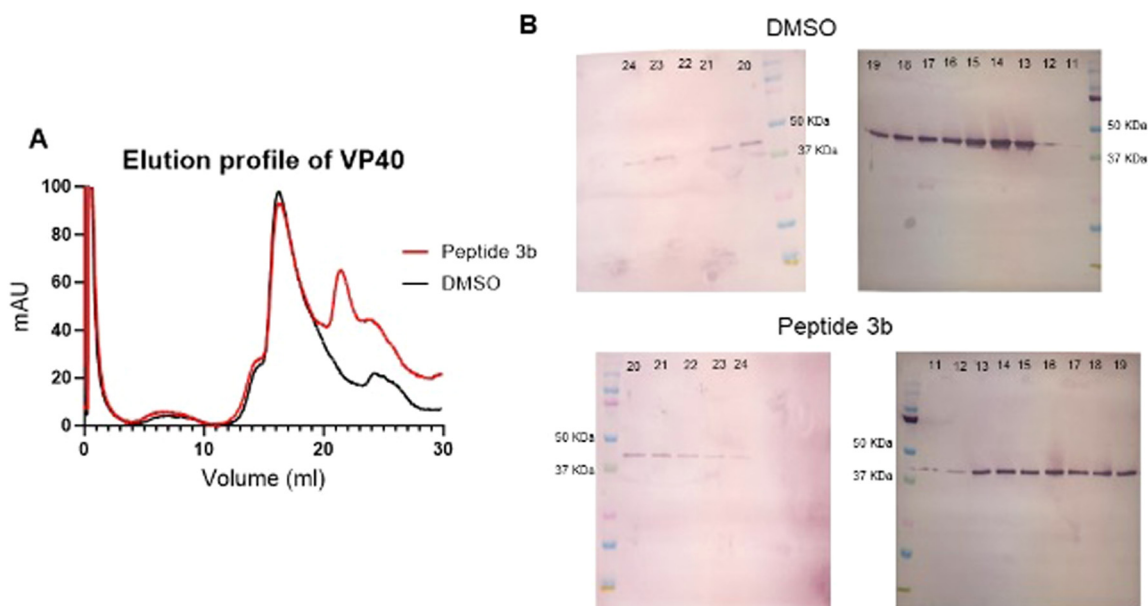 A
Elution profile of VP40
100
80
60
40
20
0
mAU
0 10 20 30
Volume (ml)
Peptide 3b
DMSO
B
DMSO
24 23 22 21 20
50 KDa
37 KDa
19 18 17 16 15 14 13 12 11
50 KDa
37 KDa
Peptide 3b
20 21 22 23 24
50 KDa
37 KDa
11 12 13 14 15 16 17 18 19
50 KDa
37 KDa